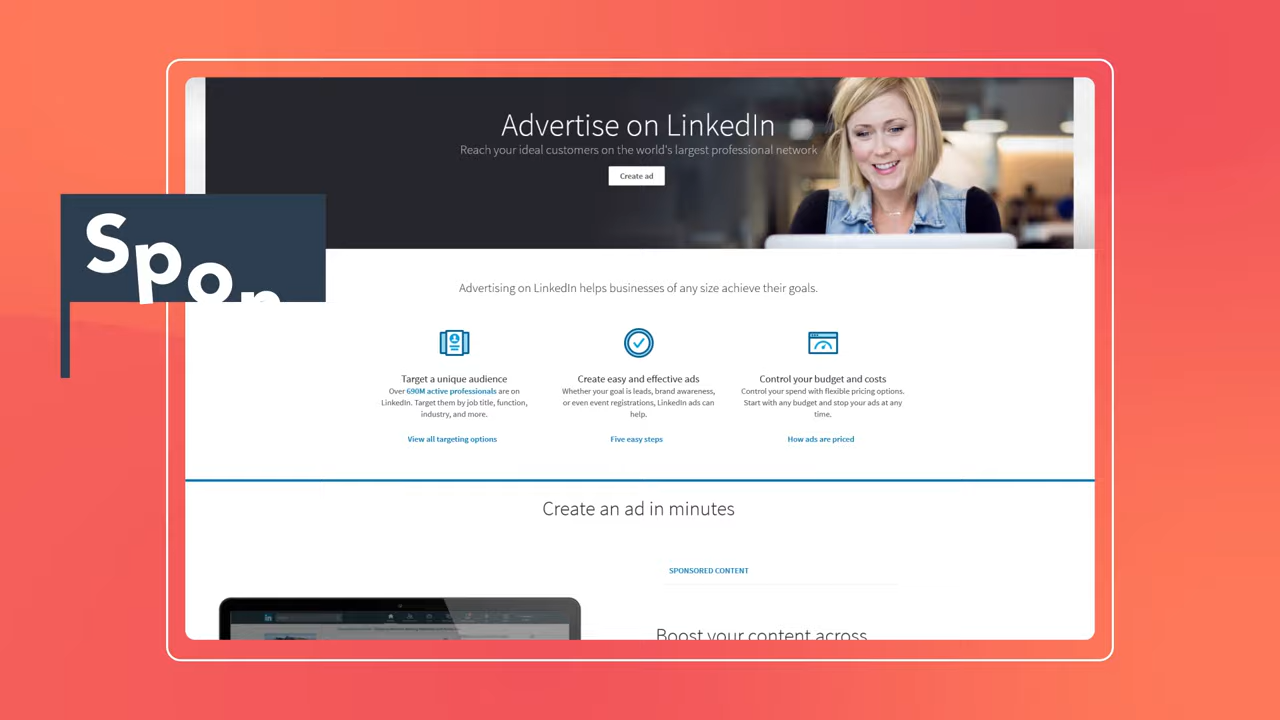 Advertise on LinkedIn
Reach your ideal customers on the world's largest professional network
Create ad
Spon
Advertising on LinkedIn helps businesses of any size achieve their goals.
Target a unique audience
Over 690M active professionals are on
LinkedIn. Target them by job title, function,
industry, and more.
View all targeting options
Create easy and effective ads
Whether your goal is leads, brand awareness,
or even event registrations, LinkedIn ads can
help.
Five easy steps
Control your budget and costs
Control your spend with flexible pricing options.
Start with any budget and stop your ads at any
time.
How ads are priced
Create an ad in minutes
SPONSORED CONTENT
Boost your content across
in